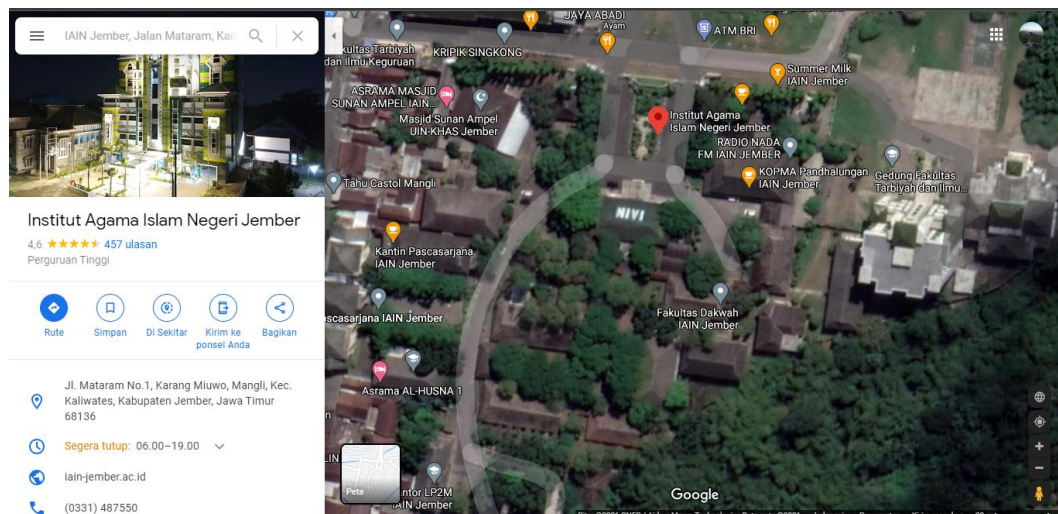 IAIN Jember, Jalan Mataram, Kara
Institut Agama Islam Negeri Jember
4,6 457 ulasan
Perguruan Tinggi
Rute
Simpan
Di Sekitar
Kirim ke
ponsel Anda
Bagikan
Jl. Mataram No.1, Karang Miuwo, Mangli, Kec.
Kaliwates, Kabupaten Jember, Jawa Timur
68136
Segera tutup: 06.00–19.00
iain-jember.ac.id
(0331) 487550
JAYA ABADI
Ayam
ATM BRI
kultas Tarbiyah
dan Ilmu Keguruan
KRIPIK SINGKONG
Summer Milk
IAIN Jember
ASRAMA MASJID
SUNAN AMPEL IAIN...
Masjid Sunan Ampel
UIN-KHAS Jember
Institut Agama
Islam Negeri Jember
RADIO NADA
FM IAIN JEMBER
KOPMA Pandhalungan
IAIN Jember
Gedung Fakultas
Tarbiyah dan Ilmu...
Tahu Castol Mangli
Kantin Pascasarjana
IAIN Jember
Fakultas Dakwah
IAIN Jember
ascasarjana IAIN Jember
Asrama AL-HUSNA 1
ntor LP2M
IAIN Jember
Peta
Google